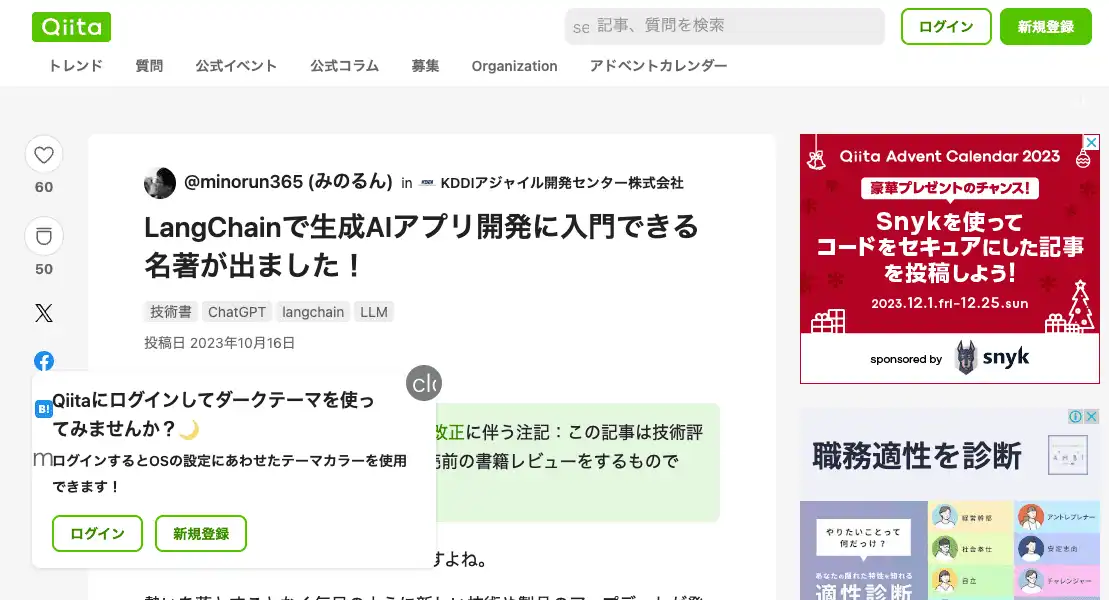 Qiita
se 記事、質問を検索
ログイン
新規登録
トレンド 質問 公式イベント 公式コラム 募集 Organization アドベントカレンダー
60
50
@minorun365 (みのるん) in KDDIアジャイル開発センター株式会社
LangChainで生成AIアプリ開発に入門できる
名著が出ました！
技術書 ChatGPT langchain LLM
投稿日 2023年10月16日
改正に伴う注記：この記事は技術評
前の書籍レビューをするもので
すよね。
clo
B!
Qiitaにログインしてダークテーマを使っ
てみませんか？🌙
m
ログインするとOSの設定にあわせたテーマカラーを使用
できます！
ログイン 新規登録
Qiita Advent Calendar 2023
豪華プレゼントのチャンス!
Snykを使って
コードをセキュアにした記事
を投稿しよう!
2023.12.1.fri-12.25.sun
sponsored by snyk
職務適性を診断
やりたいことって
何だっけ？
あなたの隠れた特性を知れる
適性診断
経営幹部
アントレプレナー
社会奉仕
安定志向
自立
チャレンジャー